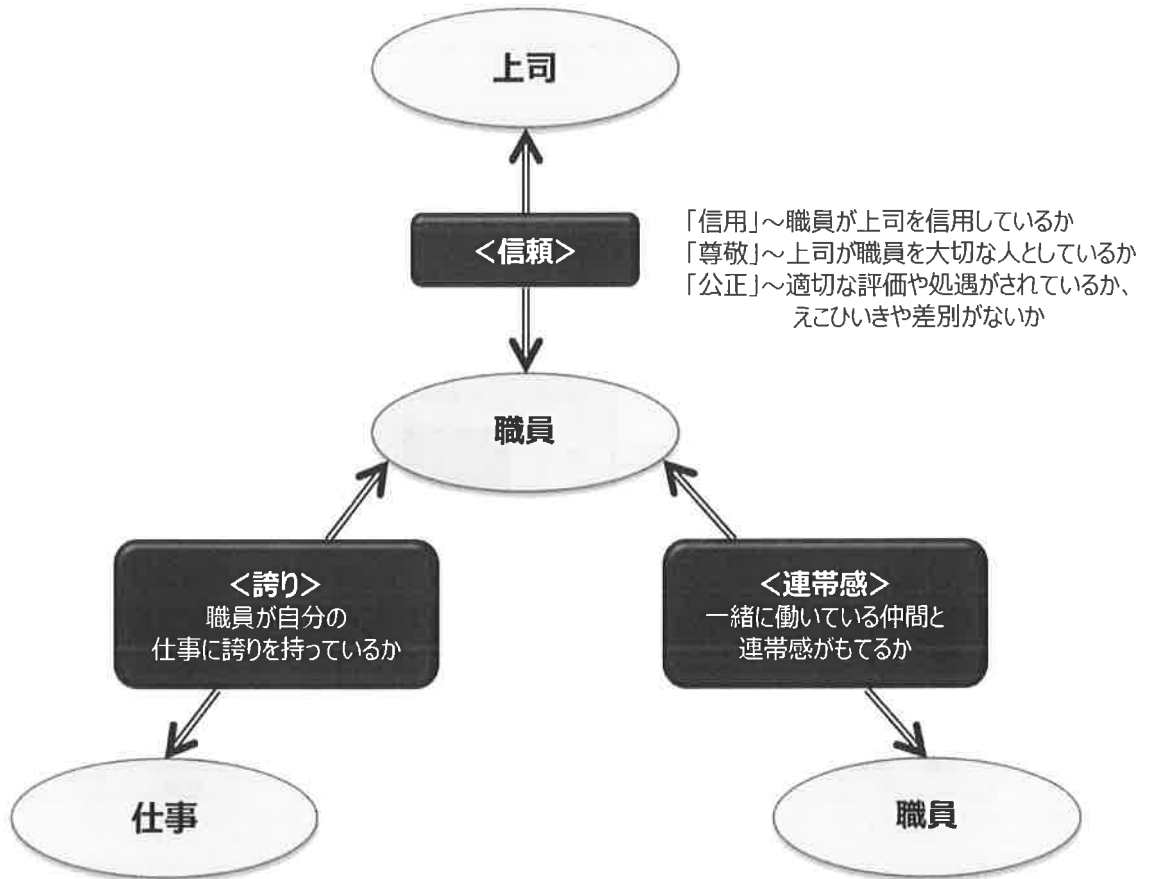 上司
＜信頼＞
「信用」～職員が上司を信用しているか
「尊敬」～上司が職員を大切な人としているか
「公正」～適切な評価や処遇がされているか、
えこひいきや差別がないか
職員
＜誇り＞
職員が自分の
仕事に誇りを持っているか
＜連帯感＞
一緒に働いている仲間と
連帯感がもてるか
仕事
職員